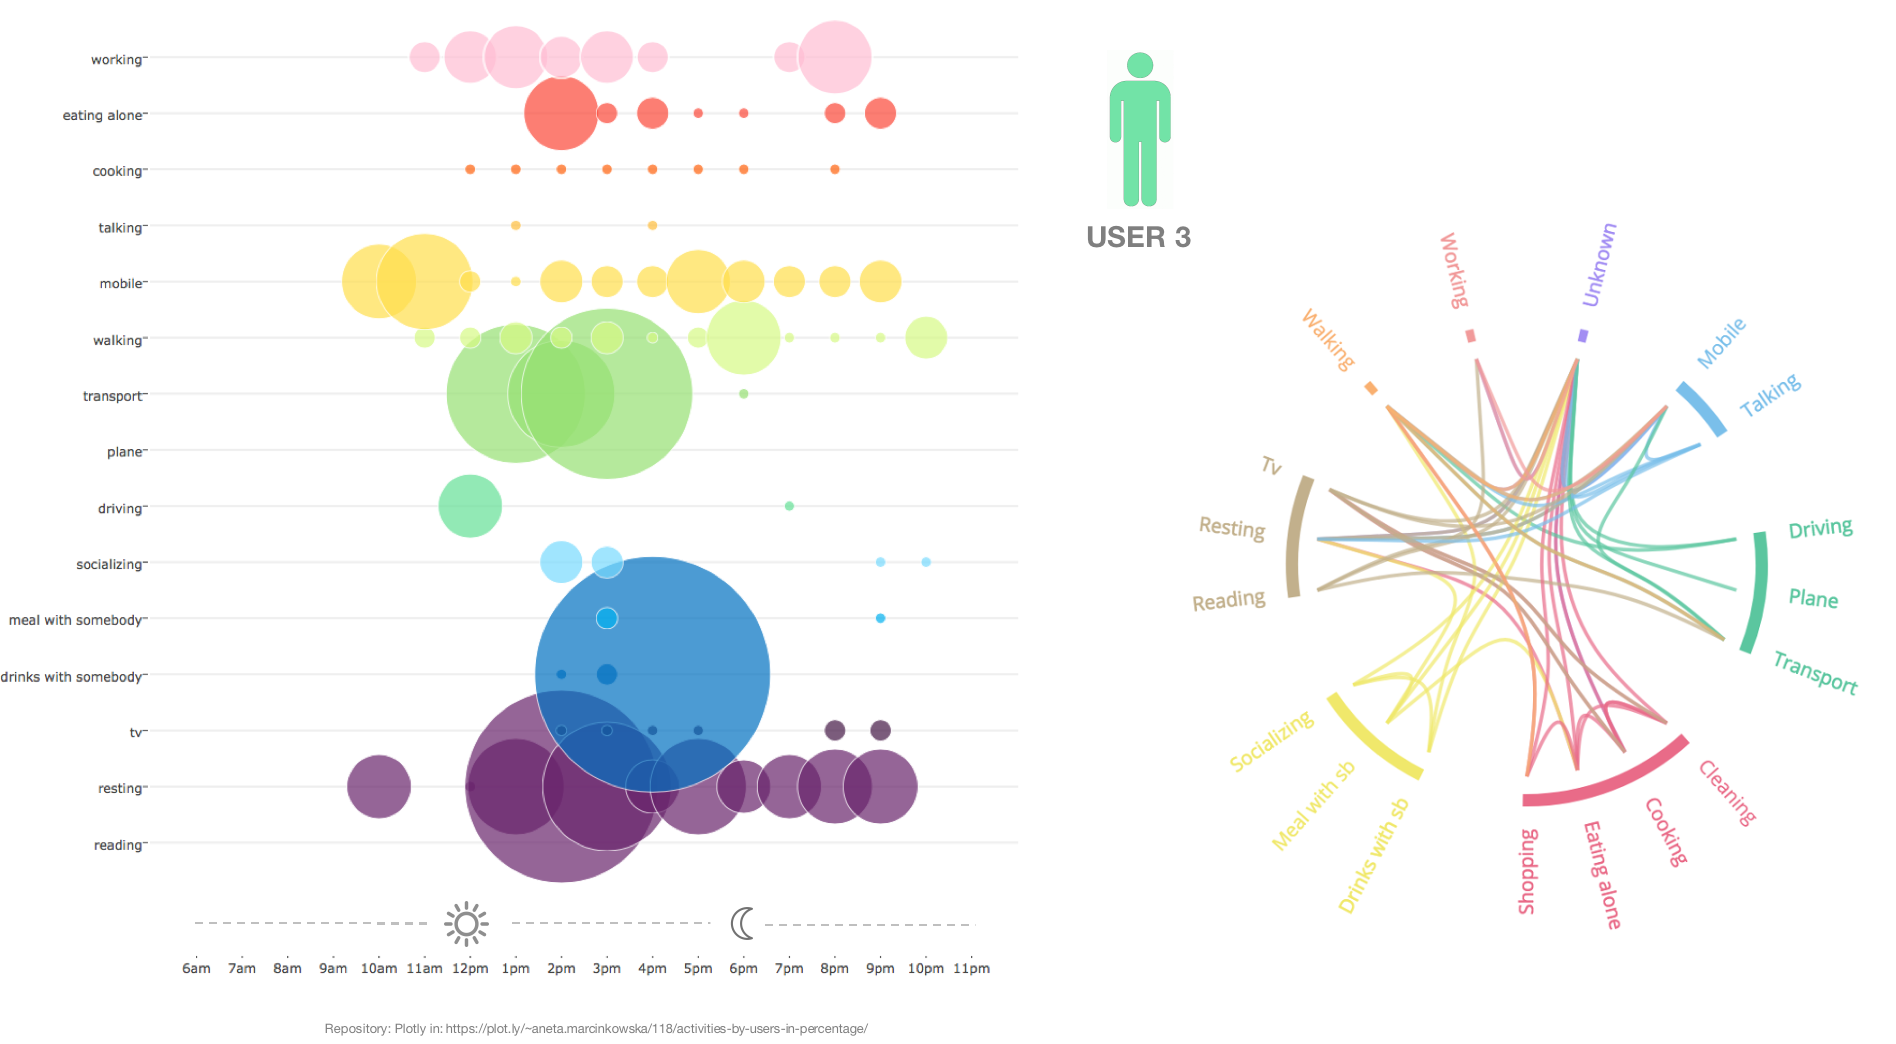 working
eating alone
cooking
talking
mobile
walking
transport
plane
driving
socializing
meal with somebody
drinks with somebody
tv
resting
reading
6am 7am 8am 9am 10am 11am 12pm 1pm 2pm 3pm 4pm 5pm 6pm 7pm 8pm 9pm 10pm 11pm
Repository: Plotly in: https://plot.ly/~aneta.marcinkowska/118/activities-by-users-in-percentage/
USER 3
Working
Unknown
Mobile
Talking
Driving
Plane
Transport
Cleaning
Cooking
Eating alone
Shopping
Drinks with sb
Meal with sb
Socializing
Reading
Resting
Tv
Walking